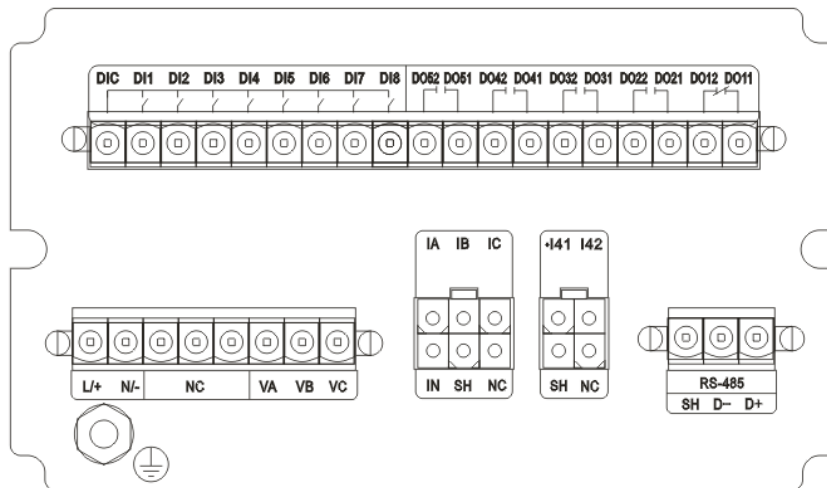 DIC DI1 DI2 DI3 DI4 DI5 DI6 DI7 DI8 DO52 DO51 DO42 DO41 DO32 DO31 DO22 DO21 DO12 DO11
IA IB IC
•I41 I42
L/+ N/- NC VA VB VC
IN SH NC
SH NC
RS-485
SH D− D+